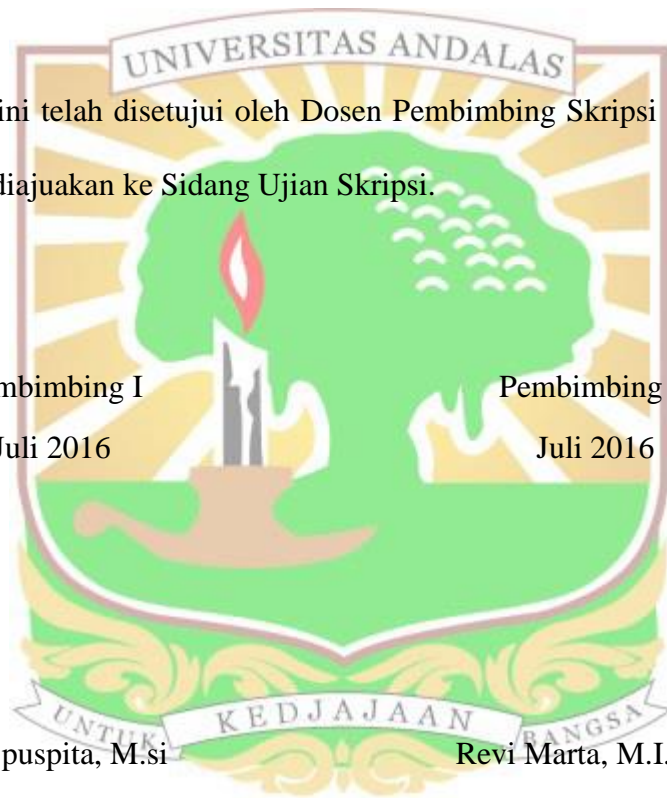 UNIVERSITAS ANDALAS
ini telah disetujui oleh Dosen Pembimbing Skripsi
diajuakan ke Sidang Ujian Skripsi.
mbimbing I Pembimbing
Juli 2016 Juli 2016
UNTUK KEDJAJAAN BANGSA
puspita, M.si Revi Marta, M.I.